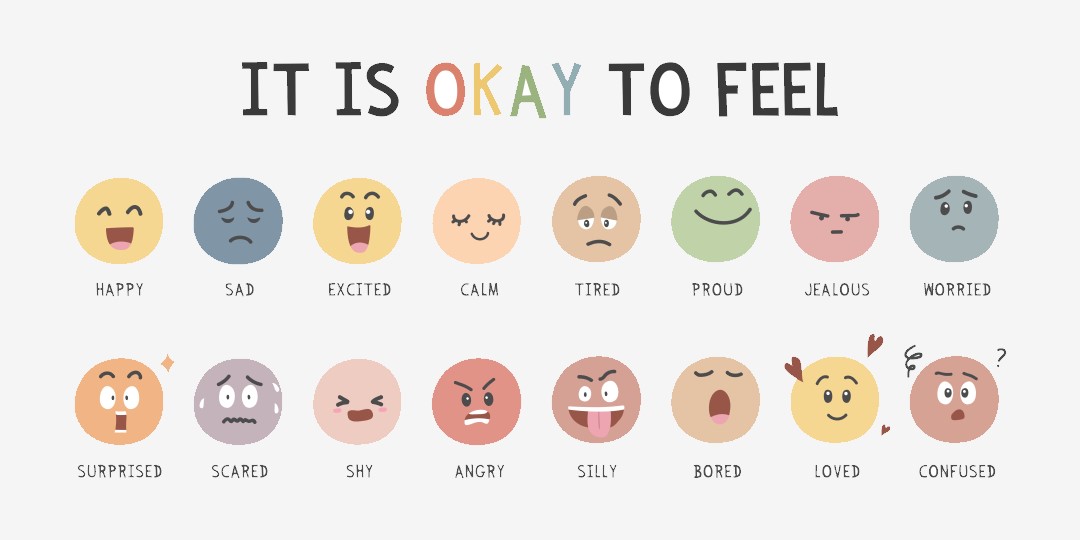 IT IS OKAY TO FEEL
HAPPY SAD EXCITED CALM TIRED PROUD JEALOUS WORRIED
?
SURPRISED SCARED SHY ANGRY SILLY BORED LOVED CONFUSED